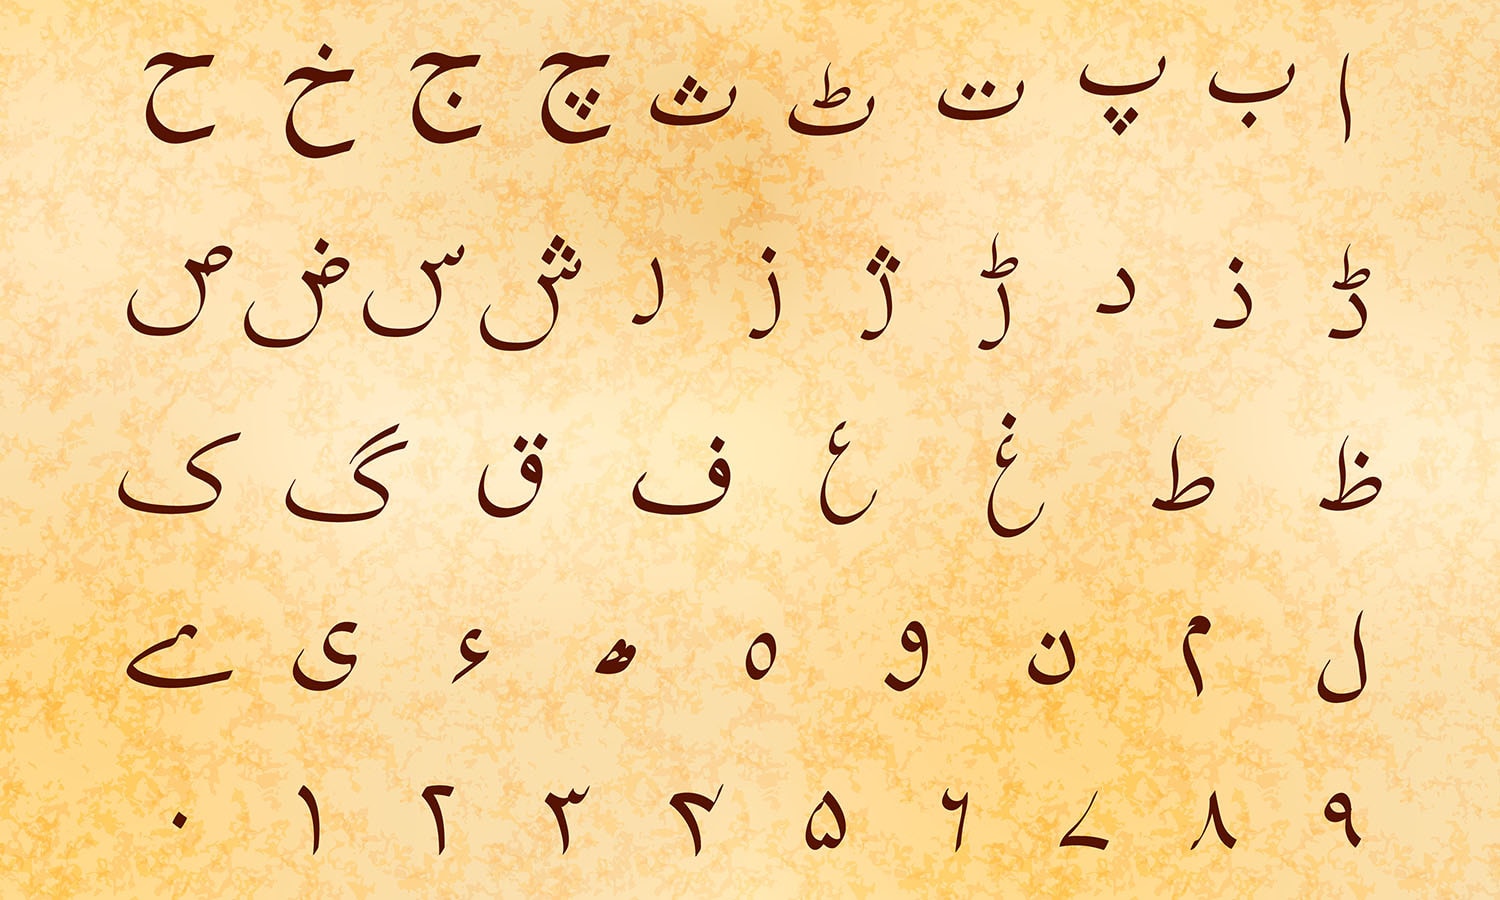 ا ب پ ت ٹ ث چ ج خ ح
ڈ ذ د ڑ ژ ز ر ش س ض ص
ظ ط غ ع ف ق گ ک
ل م ن و ہ ھ ء ی ے
۰ ۱ ۲ ۳ ۴ ۵ ۶ ۷ ۸ ۹